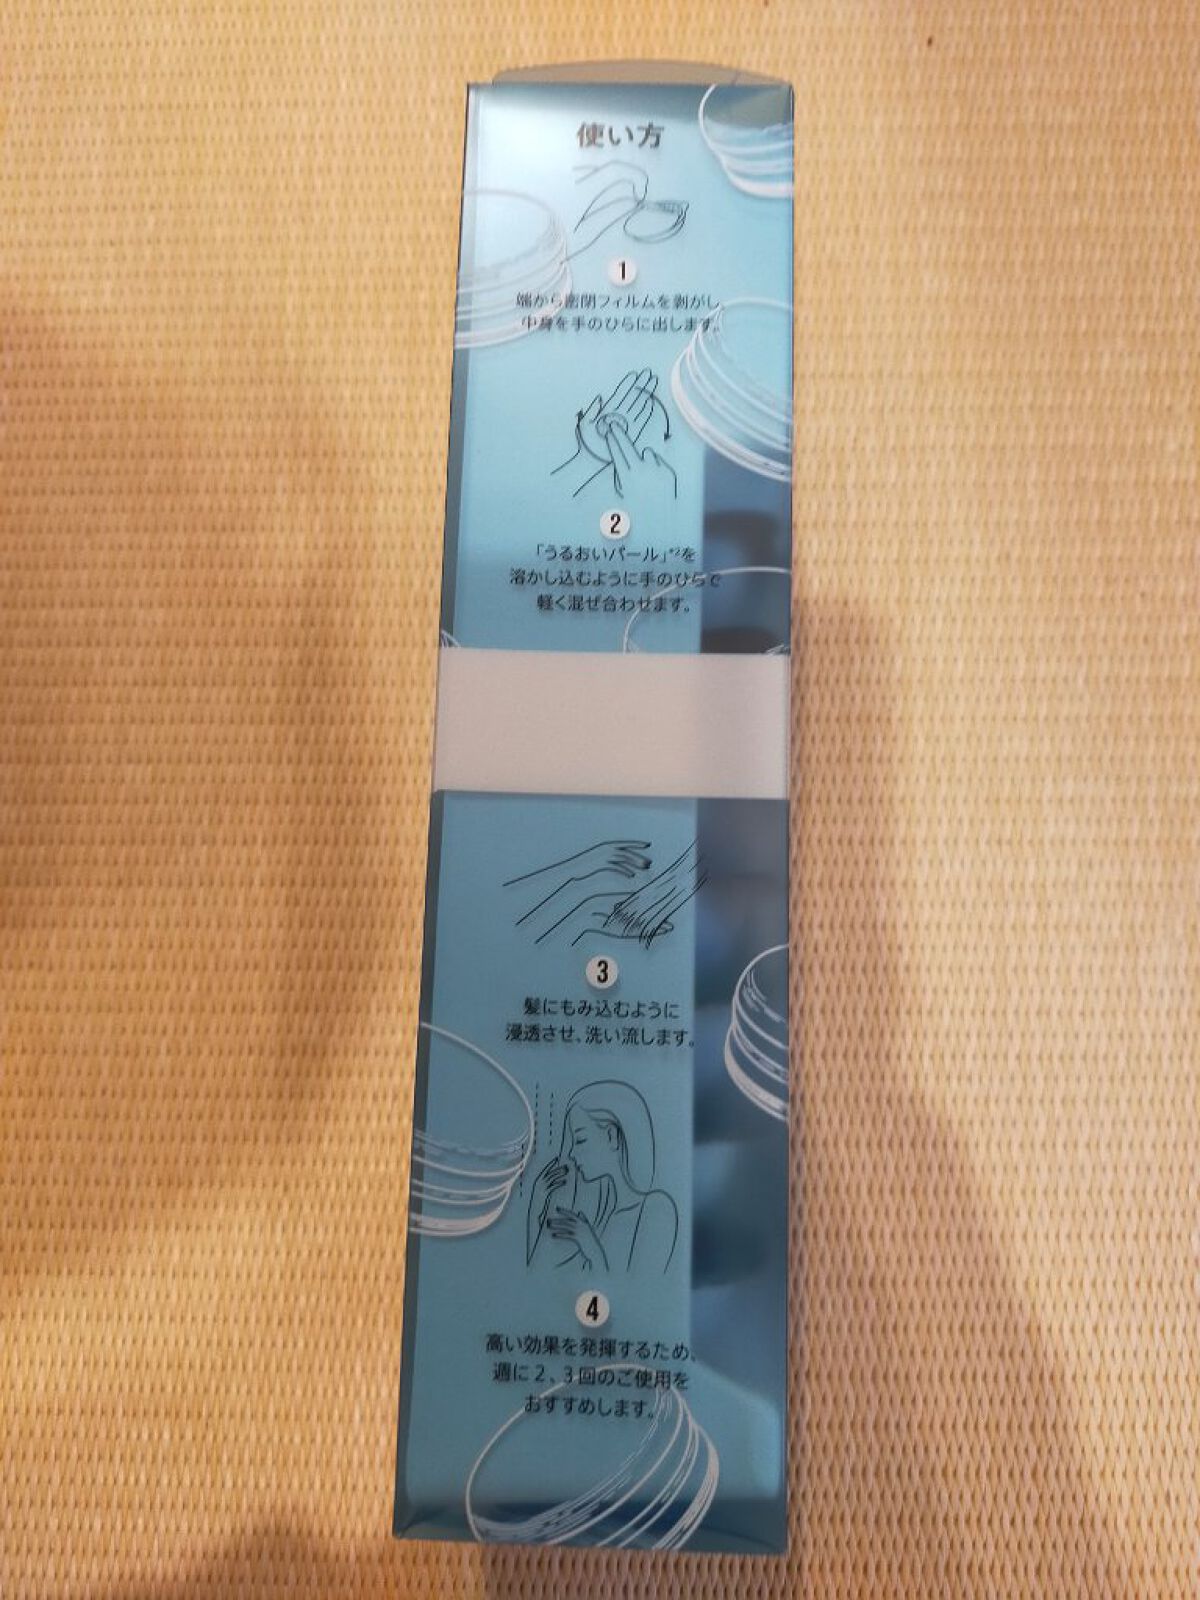 使い方
1
端から密閉フィルムを剥がし、
中身を手のひらに出します。
2
「うるおいパール」*2を
溶かし込むように手のひらで
軽く混ぜ合わせます。
3
髪にもみ込むように
浸透させ、洗い流します。
4
高い効果を発揮するため、
週に2、3回のご使用を
おすすめします。